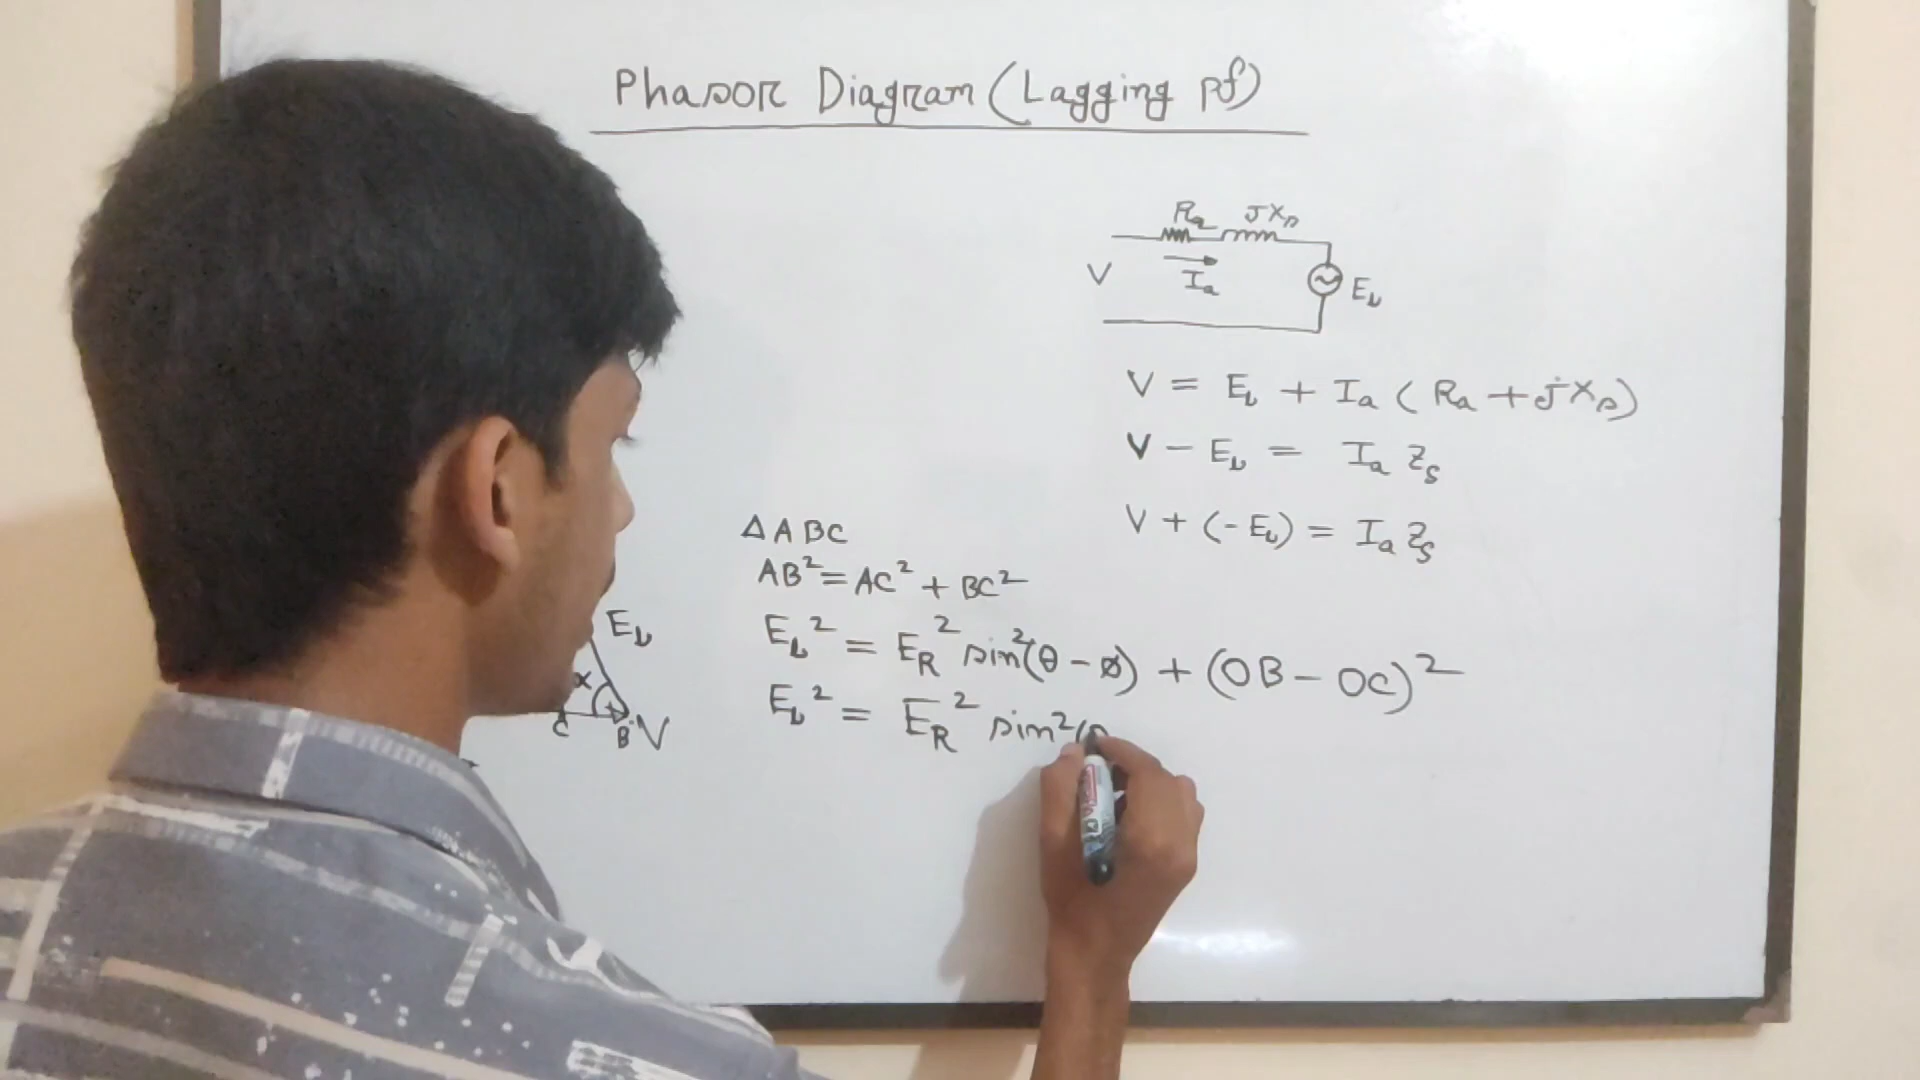 Phasor Diagram (Lagging pf)
Ra jXs
V Ia Eb
V = Eb + Ia (Ra + jXs)
V - Eb = Ia Zs
V + (-Eb) = Ia Zs
Δ ABC
AB² = AC² + BC²
Eb² = ER² sin²(θ - ø) + (OB - OC)²
Eb² = ER² sin²(
Eb
α
C B V